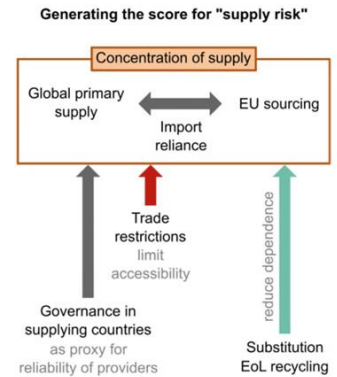 Generating the score for "supply risk"
Concentration of supply
Global primary
supply
EU sourcing
Import
reliance
Trade
restrictions
limit
accessibility
reduce dependence
Governance in
supplying countries
as proxy for
reliability of providers
Substitution
EoL recycling